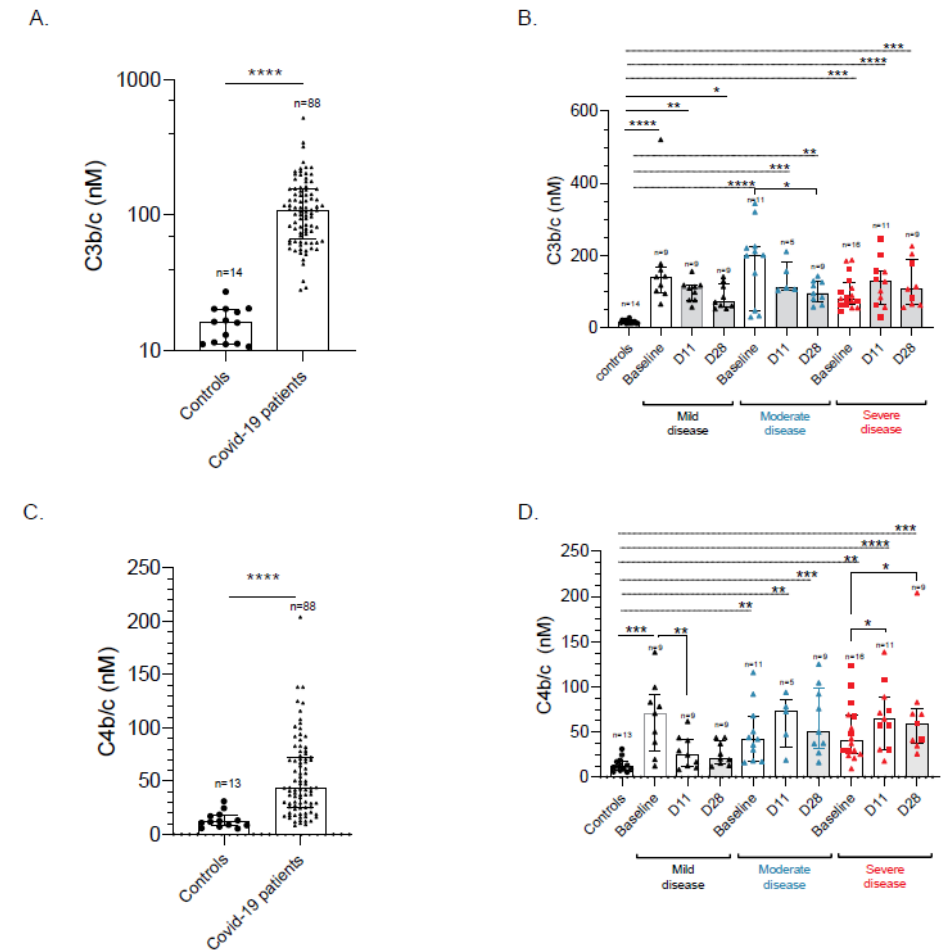 A.
1000
100
10
C3b/c (nM)
****
n=88
n=14
Controls
Covid-19 patients
B.
***
****
***
*
**
****
**
***
****
*
600
400
200
0
C3b/c (nM)
n=14
n=9
n=9
n=9
n=11
n=5
n=9
n=16
n=11
n=9
controls
Baseline
D11
D28
Baseline
D11
D28
Baseline
D11
D28
Mild
disease
Moderate
disease
Severe
disease
C.
250
200
150
100
50
0
C4b/c (nM)
****
n=88
n=13
Controls
Covid-19 patients
D.
***
****
**
*
***
**
**
***
**
*
250
200
150
100
50
0
C4b/c (nM)
n=13
n=9
n=9
n=9
n=11
n=5
n=9
n=16
n=11
n=9
Controls
Baseline
D11
D28
Baseline
D11
D28
Baseline
D11
D28
Mild
disease
Moderate
disease
Severe
disease